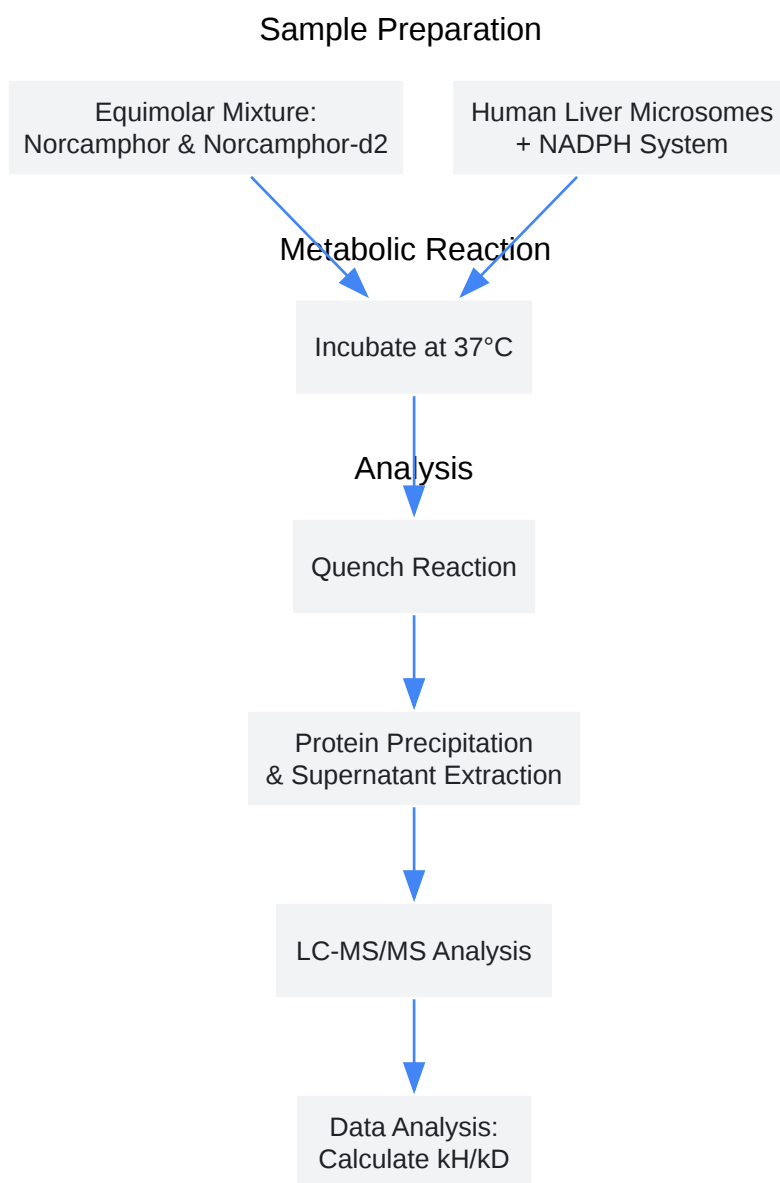 Sample Preparation
Equimolar Mixture:
Norcamphor & Norcamphor-d2
Human Liver Microsomes
+ NADPH System
Metabolic Reaction
Incubate at 37°C
Analysis
Quench Reaction
Protein Precipitation
& Supernatant Extraction
LC-MS/MS Analysis
Data Analysis:
Calculate kH/kD